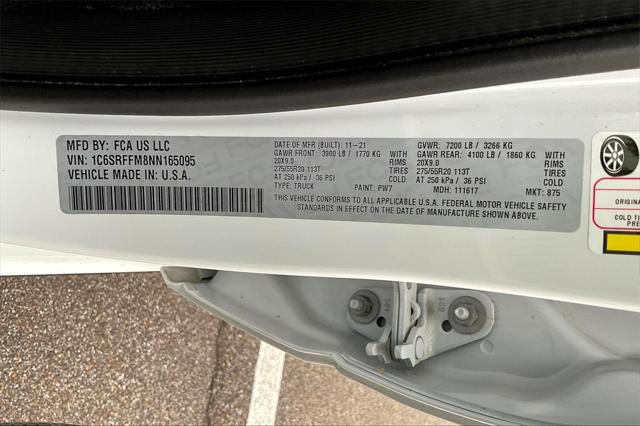 MFD BY: FCA US LLC
VIN: 1C6SRFFM8NN165095
VEHICLE MADE IN: U.S.A.
DATE OF MFR (BUILT): 11-21
GAWR FRONT: 3900 LB / 1770 KG
WITH
20X9.0 RIMS
275/55R20 113T TIRES
AT 250 kPa / 36 PSI COLD
TYPE: TRUCK PAINT: PW7
GVWR: 7200 LB / 3266 KG
GAWR REAR: 4100 LB / 1860 KG
WITH
20X9.0 RIMS
275/55R20 113T TIRES
AT 250 kPa / 36 PSI COLD
MDH: 111617 MKT: 875
THIS VEHICLE CONFORMS TO ALL APPLICABLE U.S.A. FEDERAL MOTOR VEHICLE SAFETY
STANDARDS IN EFFECT ON THE DATE OF MANUFACTURE SHOWN ABOVE.
ORIGINA
COLD TI
PRE